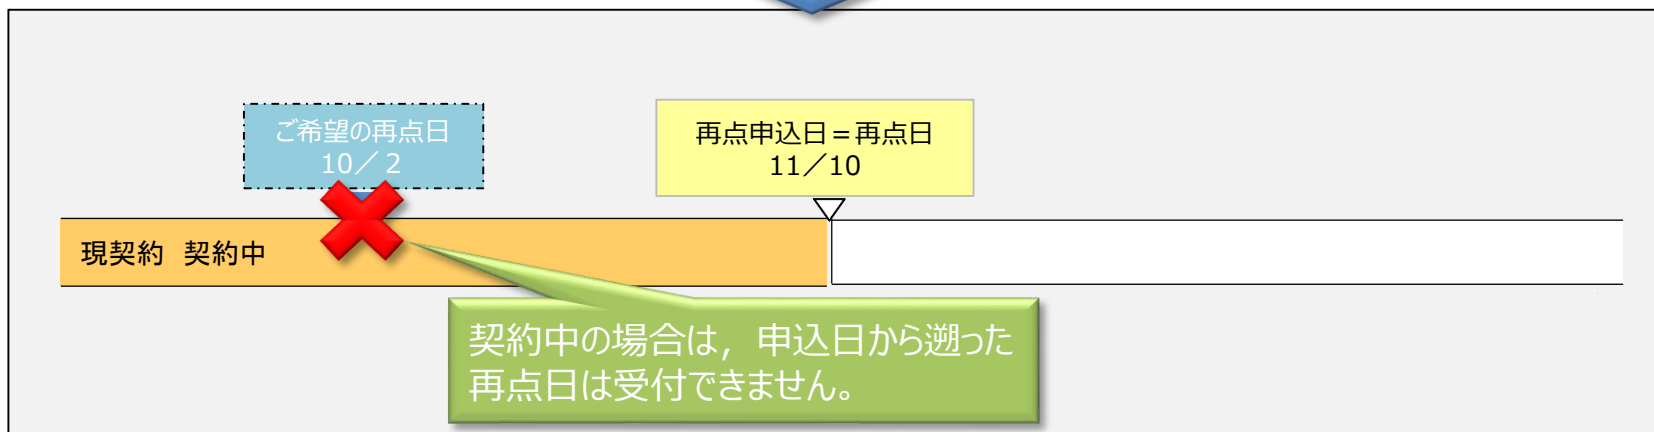 ご希望の再点日
10／2
再点申込日＝再点日
11／10
現契約　契約中
契約中の場合は，申込日から遡った
再点日は受付できません。